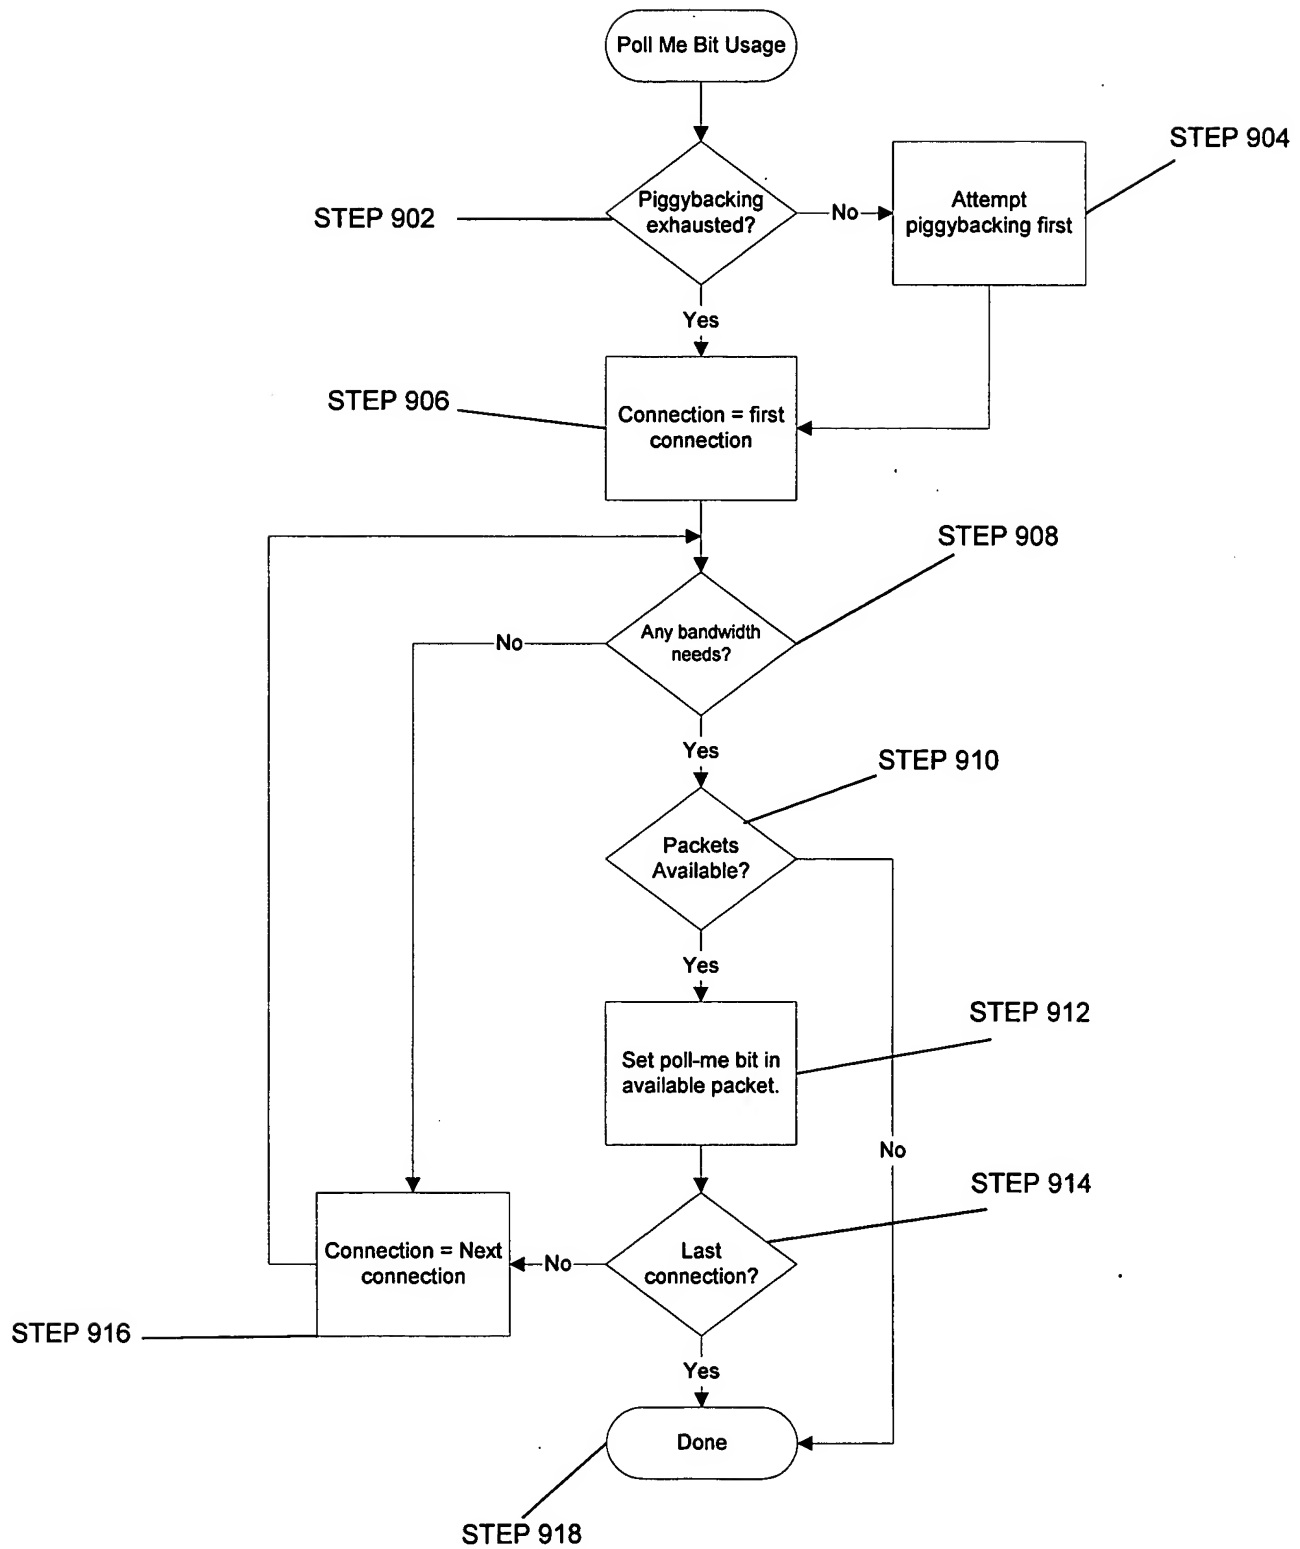 Poll Me Bit Usage
STEP 904
Piggybacking
exhausted?
No
Attempt
piggybacking first
STEP 902
Yes
STEP 906
Connection = first
connection
STEP 908
Any bandwidth
needs?
No
Yes
STEP 910
Packets
Available?
Yes
STEP 912
Set poll-me bit in
available packet.
No
STEP 914
Connection = Next
connection
No
Last
connection?
STEP 916
Yes
Done
STEP 918